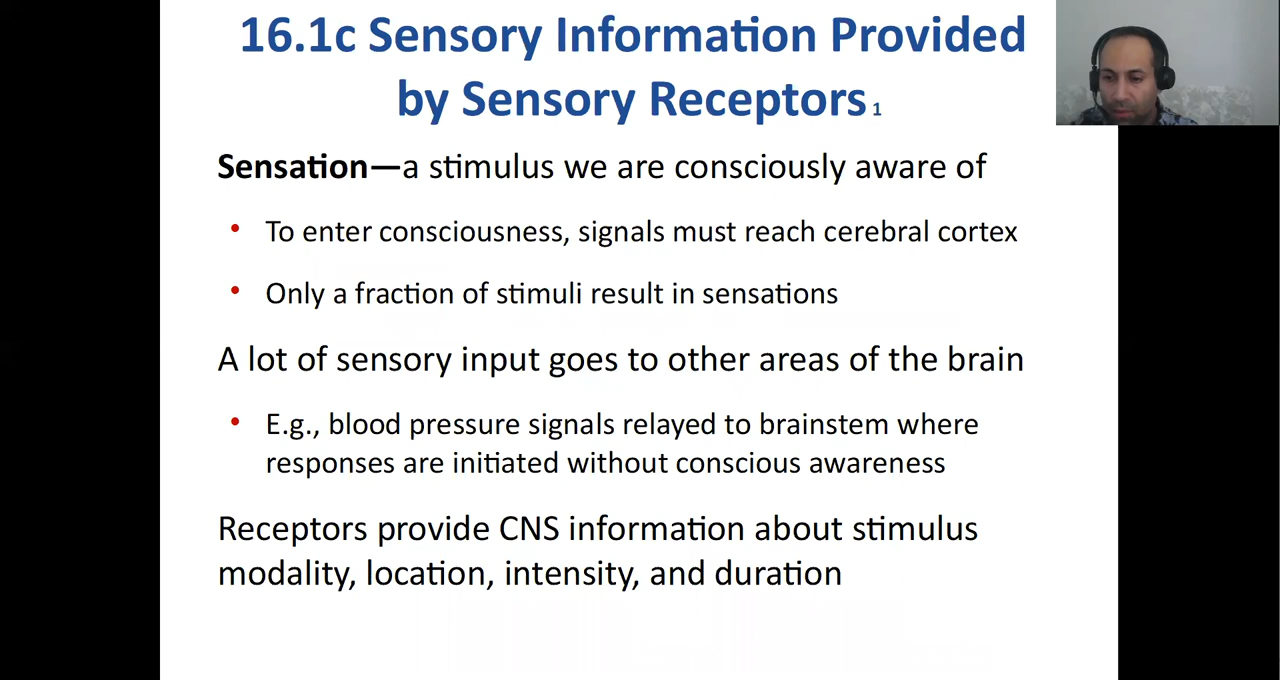 16.1c Sensory Information Provided
by Sensory Receptors 1
Sensation—a stimulus we are consciously aware of
• To enter consciousness, signals must reach cerebral cortex
• Only a fraction of stimuli result in sensations
A lot of sensory input goes to other areas of the brain
• E.g., blood pressure signals relayed to brainstem where
responses are initiated without conscious awareness
Receptors provide CNS information about stimulus
modality, location, intensity, and duration